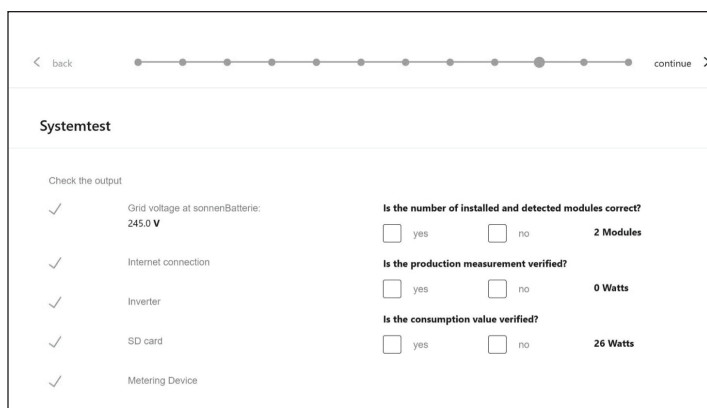 back
continue
Systemtest
Check the output
Grid voltage at sonnenBatterie:
245.0 V
Internet connection
Inverter
SD card
Metering Device
Is the number of installed and detected modules correct?
yes no 2 Modules
Is the production measurement verified?
yes no 0 Watts
Is the consumption value verified?
yes no 26 Watts